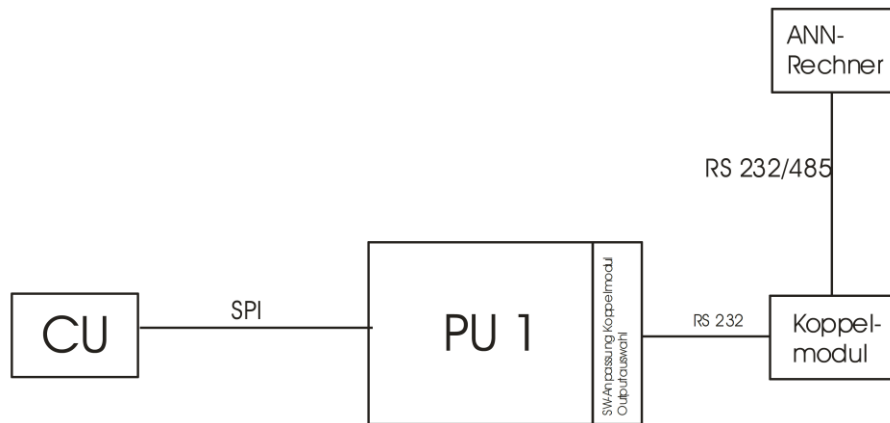 ANN-
Rechner
RS 232/485
CU
SPI
PU 1
SW-Anpassung Koppelmodul
Outputauswahl
RS 232
Koppel-
modul